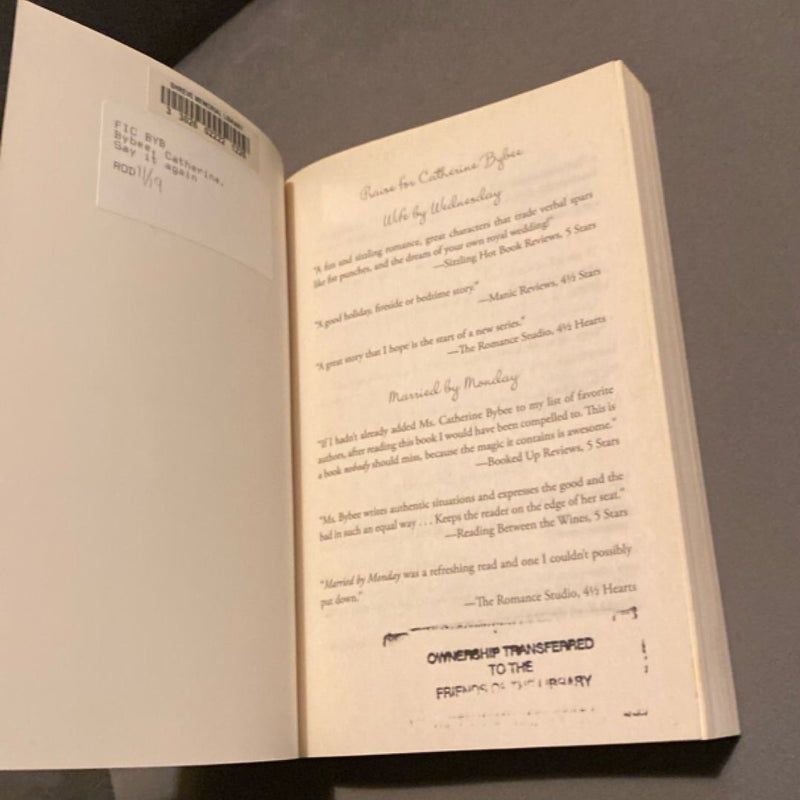 FIC BYB
Bybee, Catherine.
Say it again
ROD 11/19
Praise for Catherine Bybee
Wife by Wednesday
"A fun and sizzling romance, great characters that trade verbal spars
like fist punches, and the dream of your own royal wedding!"
—Sizzling Hot Book Reviews, 5 Stars
"A good holiday, fireside or bedtime story."
—Manic Reviews, 4½ Stars
"A great story that I hope is the start of a new series."
—The Romance Studio, 4½ Hearts
Married by Monday
"If I hadn't already added Ms. Catherine Bybee to my list of favorite
authors, after reading this book I would have been compelled to. This is
a book nobody should miss, because the magic it contains is awesome."
—Booked Up Reviews, 5 Stars
"Ms. Bybee writes authentic situations and expresses the good and the
bad in such an equal way . . . Keeps the reader on the edge of her seat."
—Reading Between the Wines, 5 Stars
"Married by Monday was a refreshing read and one I couldn't possibly
put down."
—The Romance Studio, 4½ Hearts
OWNERSHIP TRANSFERRED
TO THE
FRIENDS OF THE LIBRARY